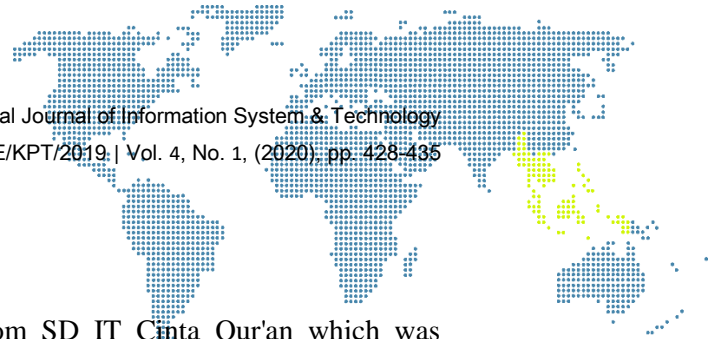 al Journal of Information System & Technology
E/KPT/2019 | Vol. 4, No. 1, (2020), pp. 428-435
om SD IT Cinta Qur'an which was